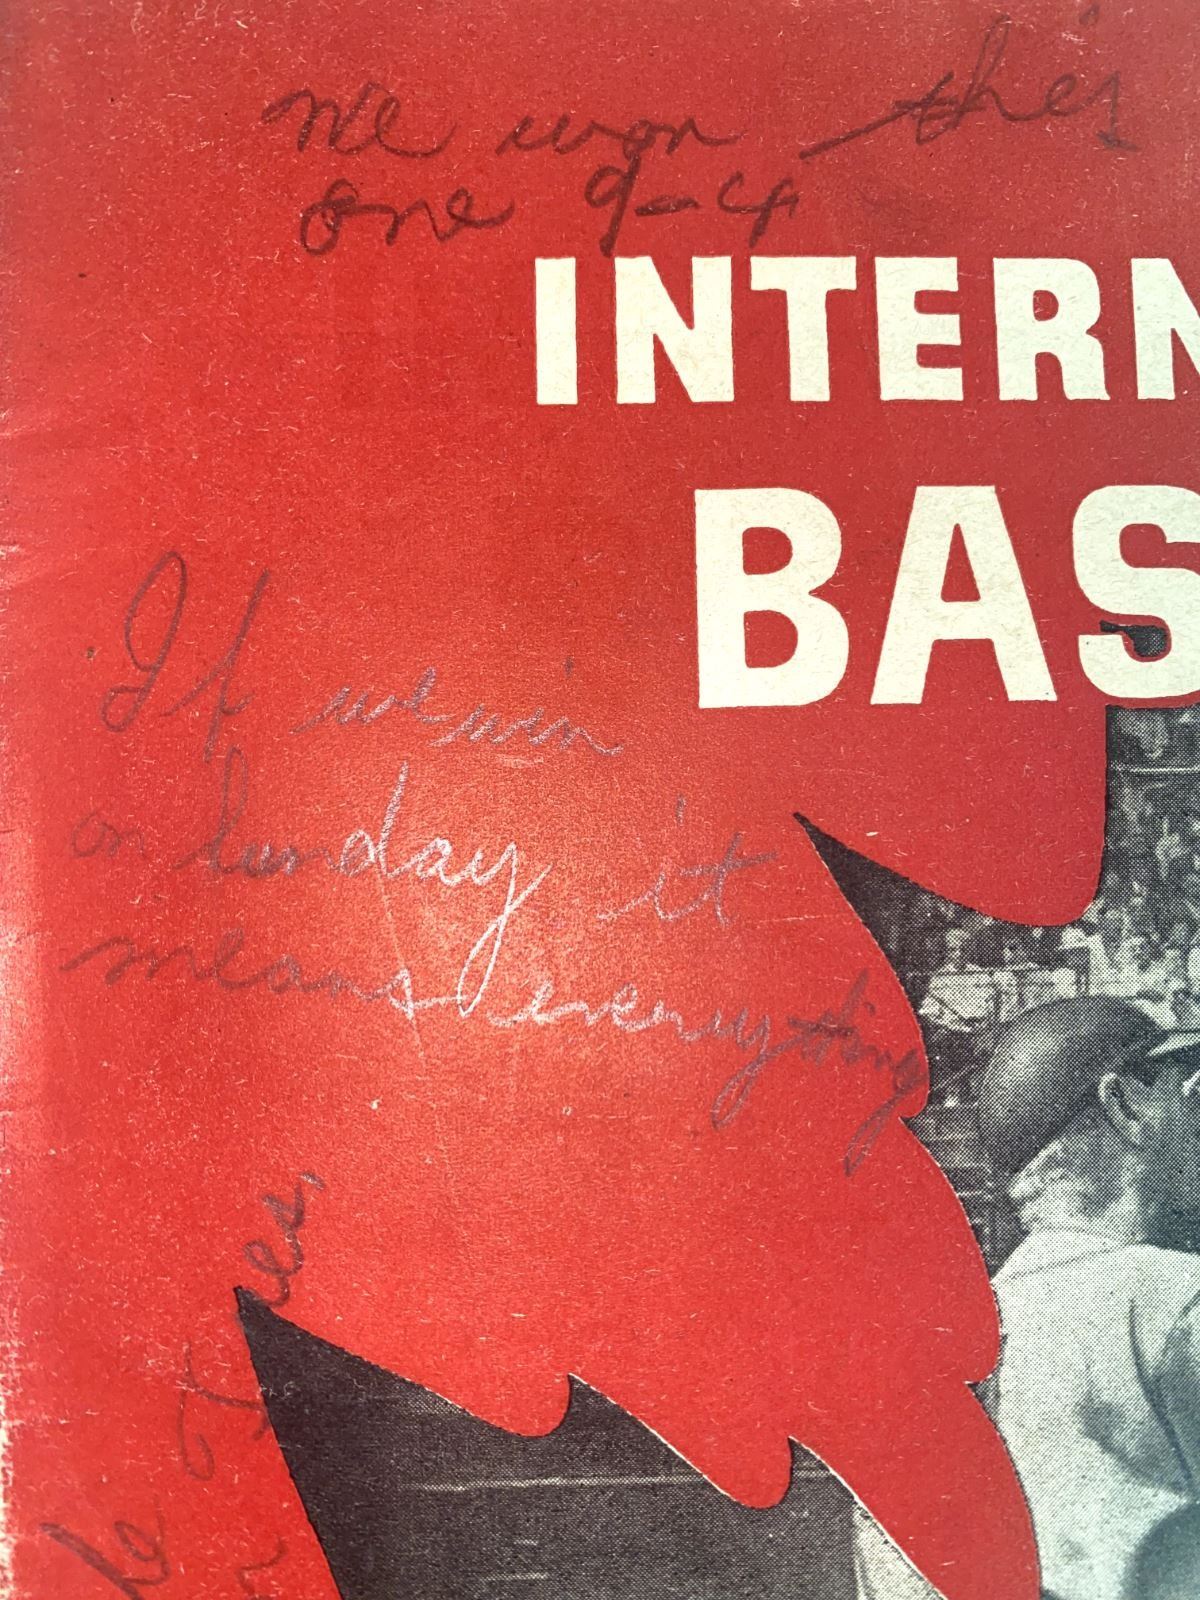 We won this
one 9-4
INTERN
BAS
If we win
on sunday it
means everything